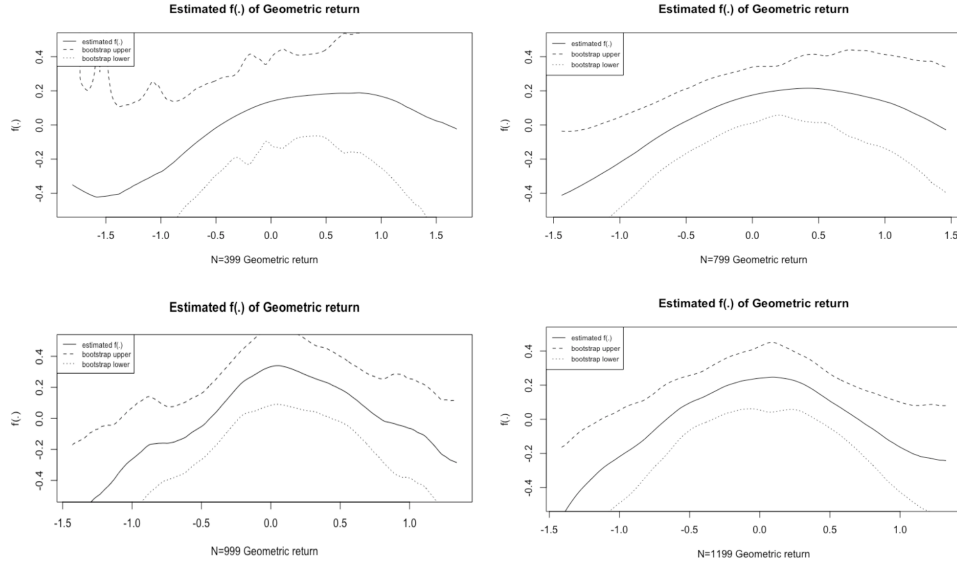 Estimated f(.) of Geometric return
estimated f(.)
bootstrap upper
bootstrap lower
f(.)
0.4
0.2
0.0
-0.2
-0.4
-1.5 -1.0 -0.5 0.0 0.5 1.0 1.5
N=399 Geometric return
Estimated f(.) of Geometric return
estimated f(.)
bootstrap upper
bootstrap lower
f(.)
0.4
0.2
0.0
-0.2
-0.4
-1.5 -1.0 -0.5 0.0 0.5 1.0 1.5
N=799 Geometric return
Estimated f(.) of Geometric return
estimated f(.)
bootstrap upper
bootstrap lower
f(.)
0.4
0.2
0.0
-0.2
-0.4
-1.5 -1.0 -0.5 0.0 0.5 1.0
N=999 Geometric return
Estimated f(.) of Geometric return
estimated f(.)
bootstrap upper
bootstrap lower
f(.)
0.4
0.2
0.0
-0.2
-0.4
-1.5 -1.0 -0.5 0.0 0.5 1.0
N=1199 Geometric return